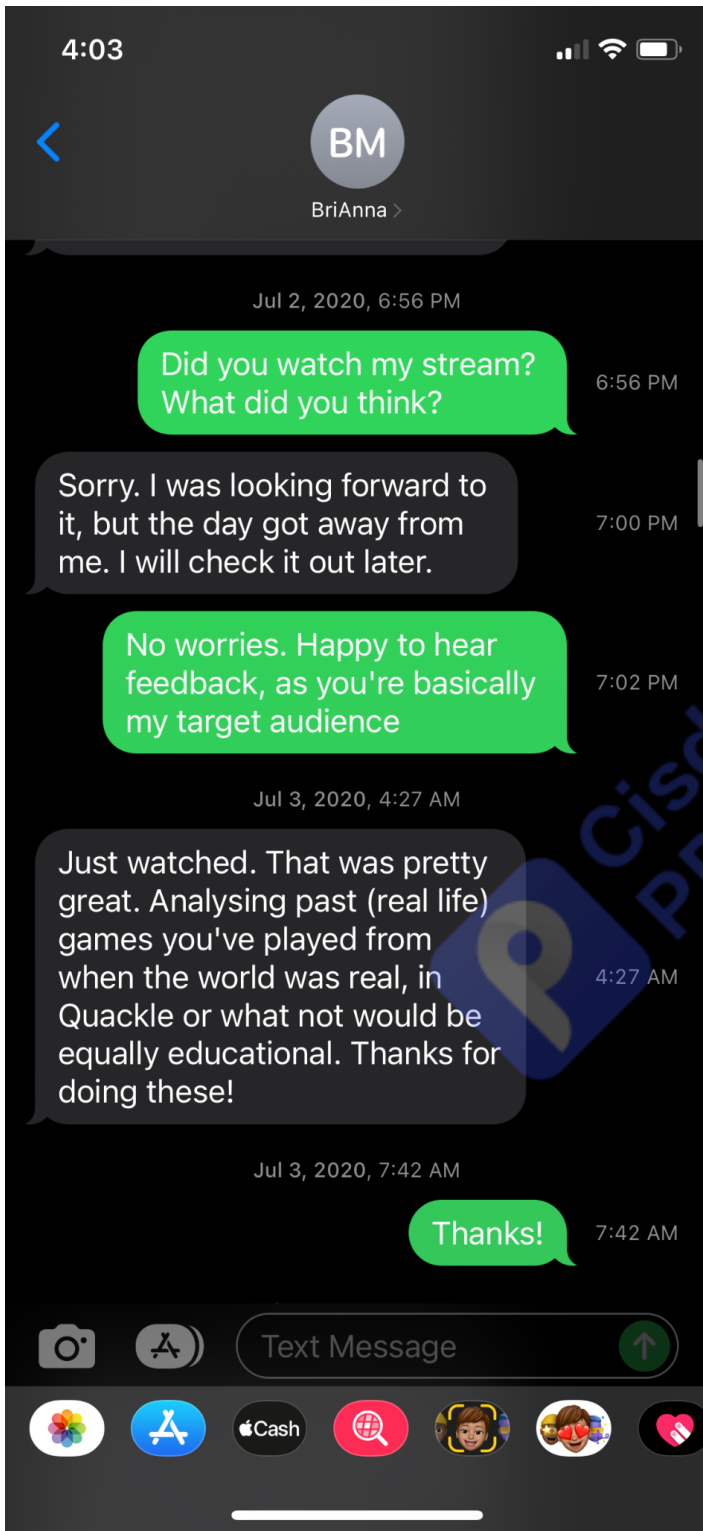 4:03
BM
BriAnna
Jul 2, 2020, 6:56 PM
Did you watch my stream?
What did you think?
6:56 PM
Sorry. I was looking forward to
it, but the day got away from
me. I will check it out later.
7:00 PM
No worries. Happy to hear
feedback, as you're basically
my target audience
7:02 PM
Jul 3, 2020, 4:27 AM
Just watched. That was pretty
great. Analysing past (real life)
games you've played from
when the world was real, in
Quackle or what not would be
equally educational. Thanks for
doing these!
4:27 AM
Jul 3, 2020, 7:42 AM
Thanks!
7:42 AM
Text Message
Cash